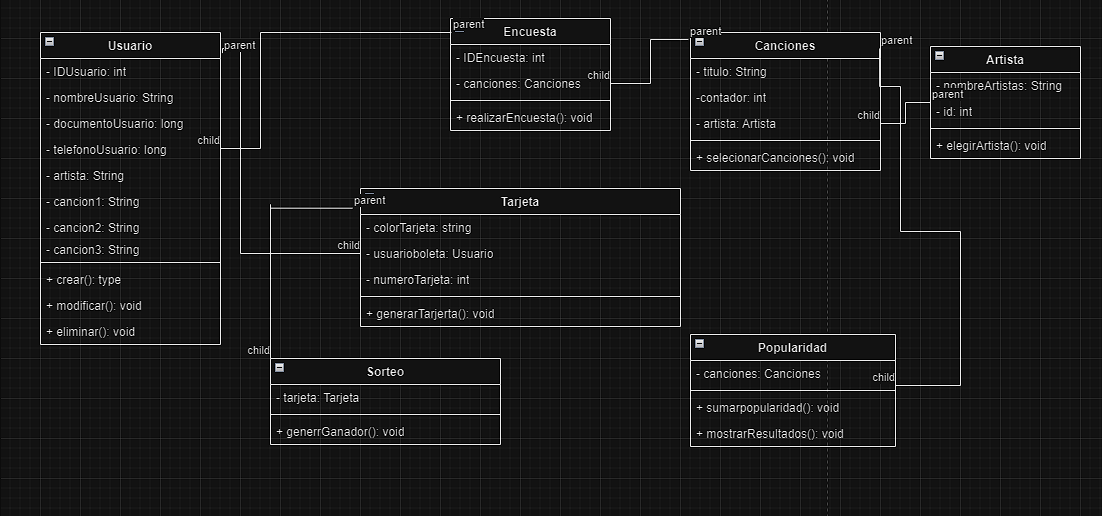 Usuario
- IDUsuario: int
- nombreUsuario: String
- documentoUsuario: long
- telefonoUsuario: long
- artista: String
- cancion1: String
- cancion2: String
- cancion3: String
+ crear(): type
+ modificar(): void
+ eliminar(): void
parent
child
parent
Encuesta
- IDEncuesta: int
- canciones: Canciones
child
+ realizarEncuesta(): void
parent
Canciones
- titulo: String
-contador: int
- artista: Artista
child
+ selecionarCanciones(): void
parent
Artista
- nombreArtistas: String
parent
- id: int
+ elegirArtista(): void
parent
Tarjeta
- colorTarjeta: string
- usuarioboleta: Usuario
child
- numeroTarjeta: int
+ generarTarjerta(): void
child
Sorteo
- tarjeta: Tarjeta
+ generrGanador(): void
Popularidad
- canciones: Canciones
child
+ sumarpopularidad(): void
+ mostrarResultados(): void